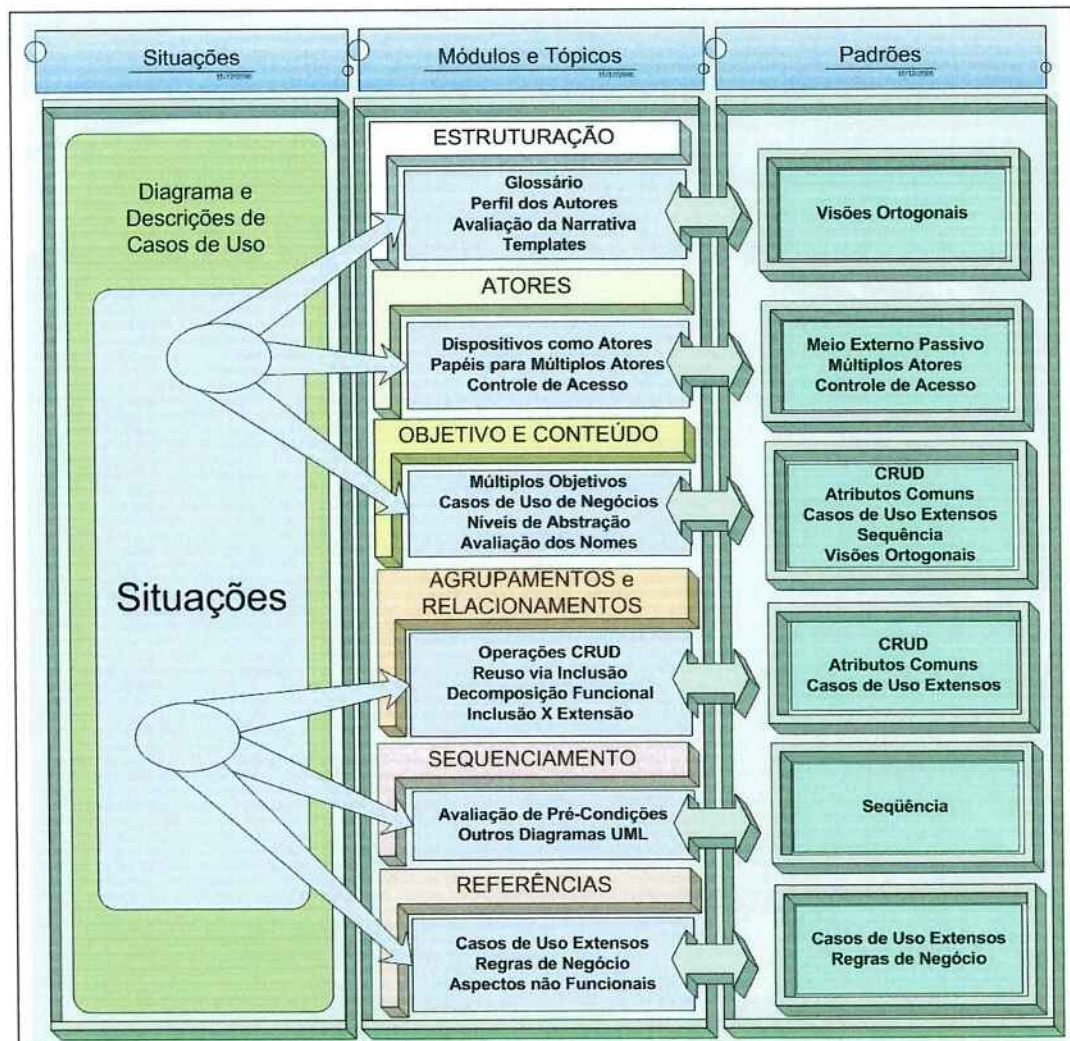 Situações
Módulos e Tópicos
Padrões
15/12/2005
Diagrama e
Descrições de
Casos de Uso
Situações
ESTRUTURAÇÃO
Glossário
Perfil dos Autores
Avaliação da Narrativa
Templates
Visões Ortogonais
ATORES
Dispositivos como Atores
Papéis para Múltiplos Atores
Controle de Acesso
Meio Externo Passivo
Múltiplos Atores
Controle de Acesso
OBJETIVO E CONTEÚDO
Múltiplos Objetivos
Casos de Uso de Negócios
Níveis de Abstração
Avaliação dos Nomes
CRUD
Atributos Comuns
Casos de Uso Extensos
Sequência
Visões Ortogonais
AGRUPAMENTOS e
RELACIONAMENTOS
Operações CRUD
Reuso via Inclusão
Decomposição Funcional
Inclusão X Extensão
CRUD
Atributos Comuns
Casos de Uso Extensos
SEQUENCIAMENTO
Avaliação de Pré-Condições
Outros Diagramas UML
Seqüência
REFERÊNCIAS
Casos de Uso Extensos
Regras de Negócio
Aspectos não Funcionais
Casos de Uso Extensos
Regras de Negócio